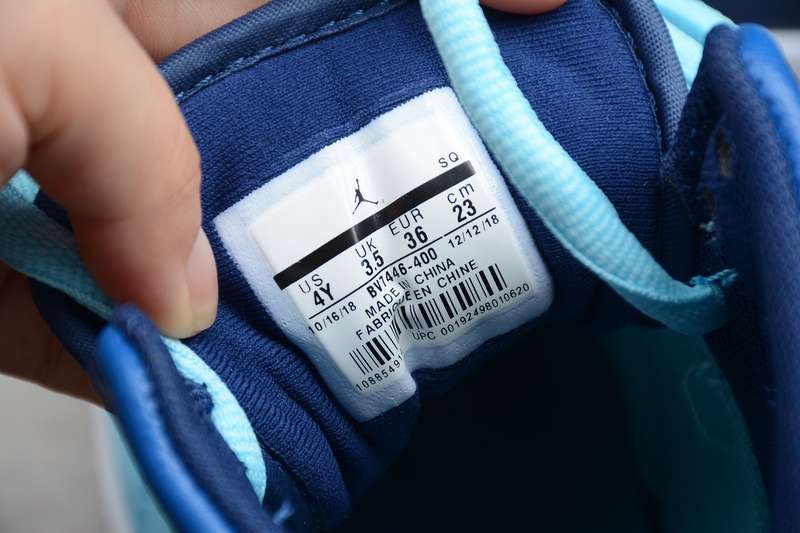 SQ
US UK EUR cm
4Y 3.5 36 23
10/16/18 BV7446-400 12/12/18
MADE IN CHINA
FABRIQUÉ EN CHINE
UPC 00192498010620